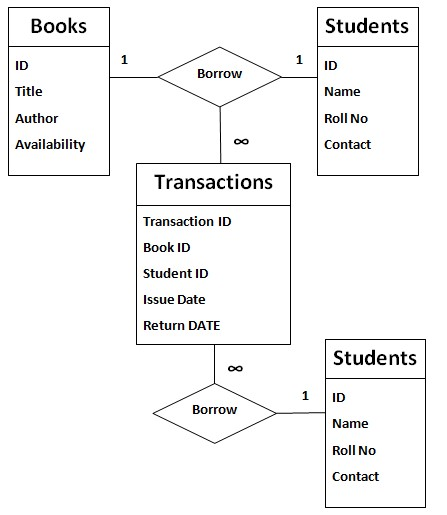 Books
ID
Title
Author
Availability
1
Borrow
1
Students
ID
Name
Roll No
Contact
∞
Transactions
Transaction ID
Book ID
Student ID
Issue Date
Return DATE
∞
Borrow
1
Students
ID
Name
Roll No
Contact